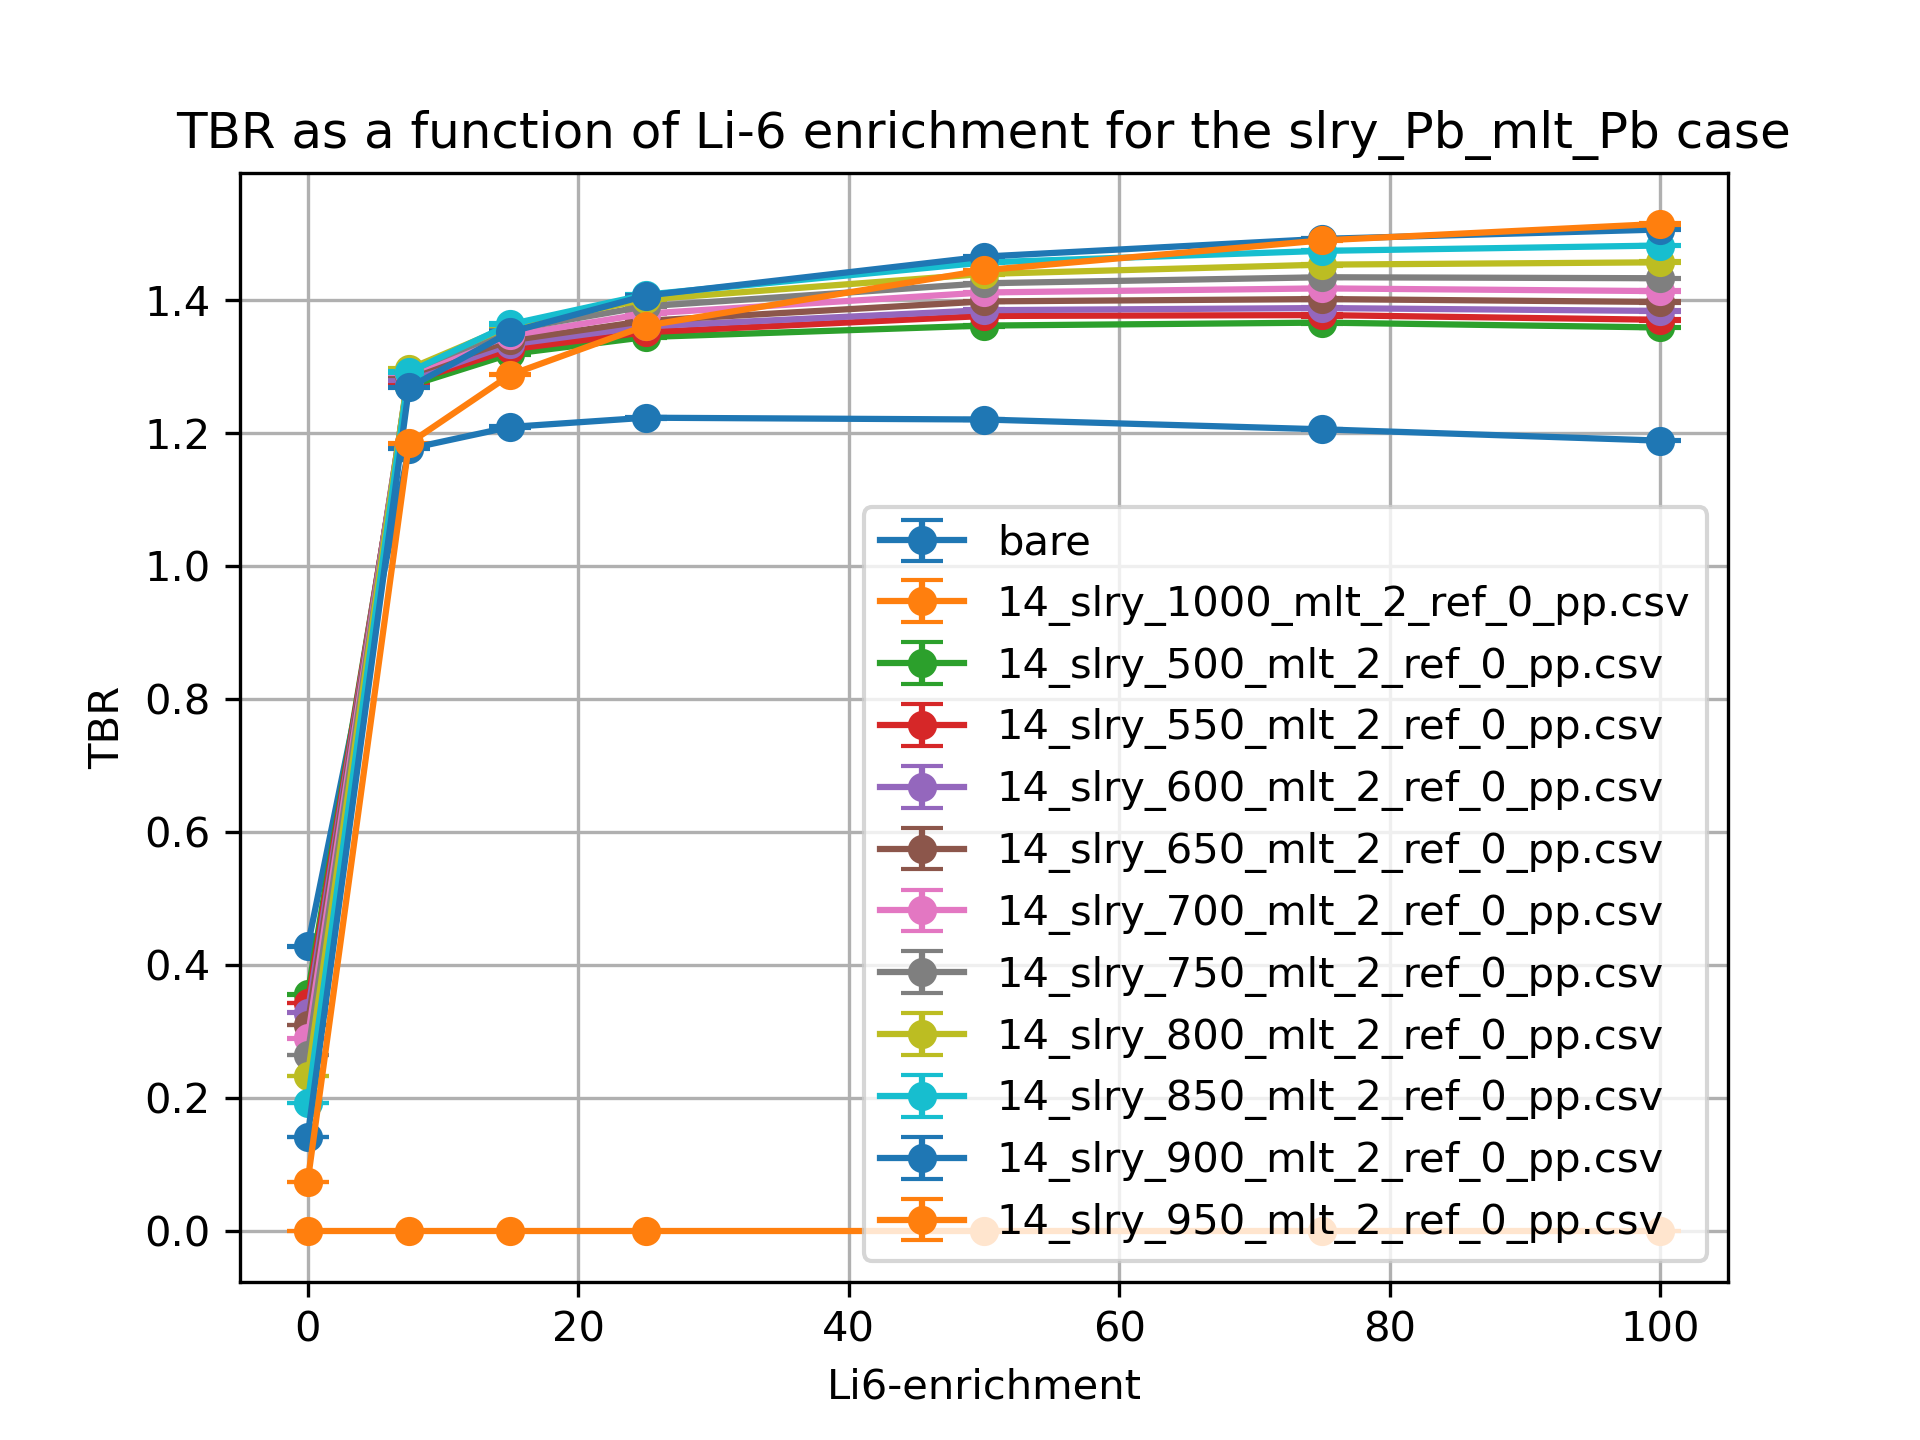 TBR as a function of Li-6 enrichment for the slry_Pb_mlt_Pb case
1.4
1.2
1.0
0.8
0.6
0.4
0.2
0.0
TBR
bare
14_slry_1000_mlt_2_ref_0_pp.csv
14_slry_500_mlt_2_ref_0_pp.csv
14_slry_550_mlt_2_ref_0_pp.csv
14_slry_600_mlt_2_ref_0_pp.csv
14_slry_650_mlt_2_ref_0_pp.csv
14_slry_700_mlt_2_ref_0_pp.csv
14_slry_750_mlt_2_ref_0_pp.csv
14_slry_800_mlt_2_ref_0_pp.csv
14_slry_850_mlt_2_ref_0_pp.csv
14_slry_900_mlt_2_ref_0_pp.csv
14_slry_950_mlt_2_ref_0_pp.csv
0 20 40 60 80 100
Li6-enrichment